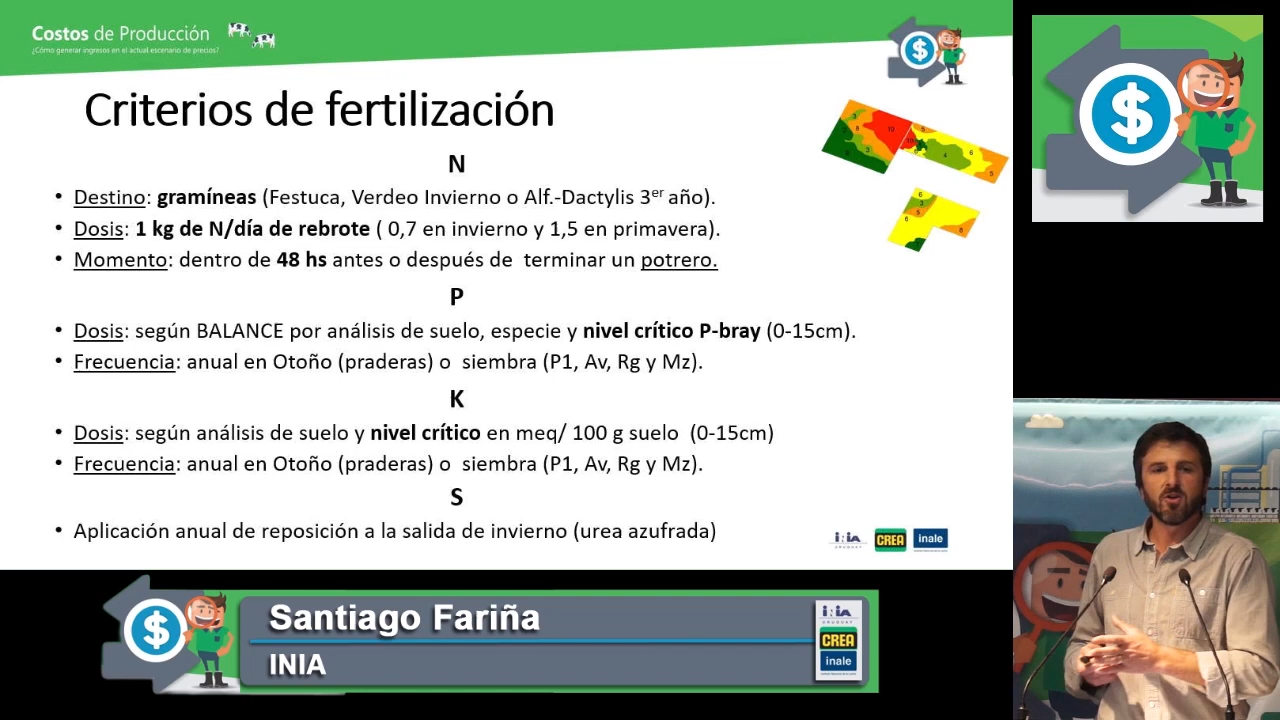 Costos de Producción
¿Cómo generar ingresos en el actual escenario de precios?
$
$
Criterios de fertilización
N
• Destino: gramíneas (Festuca, Verdeo Invierno o Alf.-Dactylis 3er año).
• Dosis: 1 kg de N/día de rebrote ( 0,7 en invierno y 1,5 en primavera).
• Momento: dentro de 48 hs antes o después de terminar un potrero.
P
• Dosis: según BALANCE por análisis de suelo, especie y nivel crítico P-bray (0-15cm).
• Frecuencia: anual en Otoño (praderas) o siembra (P1, Av, Rg y Mz).
K
• Dosis: según análisis de suelo y nivel crítico en meq/ 100 g suelo (0-15cm)
• Frecuencia: anual en Otoño (praderas) o siembra (P1, Av, Rg y Mz).
S
• Aplicación anual de reposición a la salida de invierno (urea azufrada)
INIA
URUGUAY
CREA
inale
$
Santiago Fariña
INIA
INIA
URUGUAY
CREA
inale